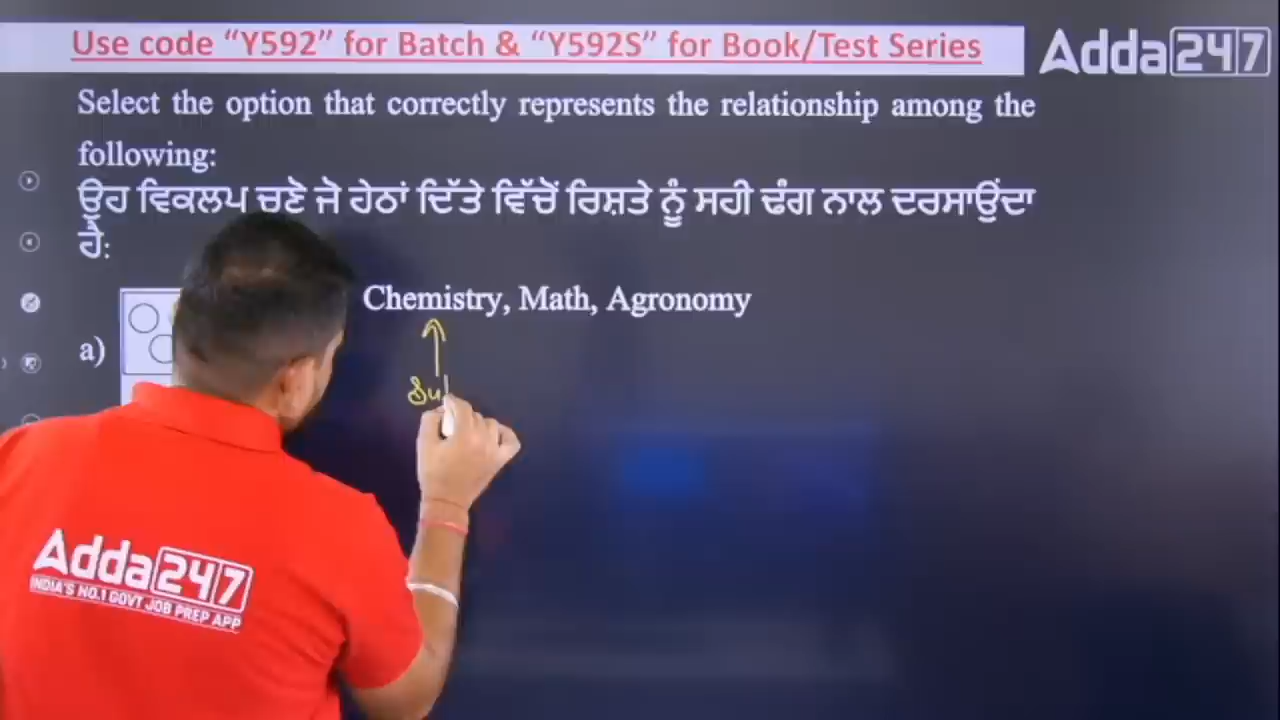 Use code “Y592” for Batch & “Y592S” for Book/Test Series
Adda247
Select the option that correctly represents the relationship among the
following:
ਉਹ ਵਿਕਲਪ ਚੁਣੋ ਜੋ ਹੇਠਾਂ ਦਿੱਤੇ ਵਿੱਚੋਂ ਰਿਸ਼ਤੇ ਨੂੰ ਸਹੀ ਢੰਗ ਨਾਲ ਦਰਸਾਉਂਦਾ
ਹੈ:
Chemistry, Math, Agronomy
a)
Adda247
INDIA'S NO.1 GOVT JOB PREP APP